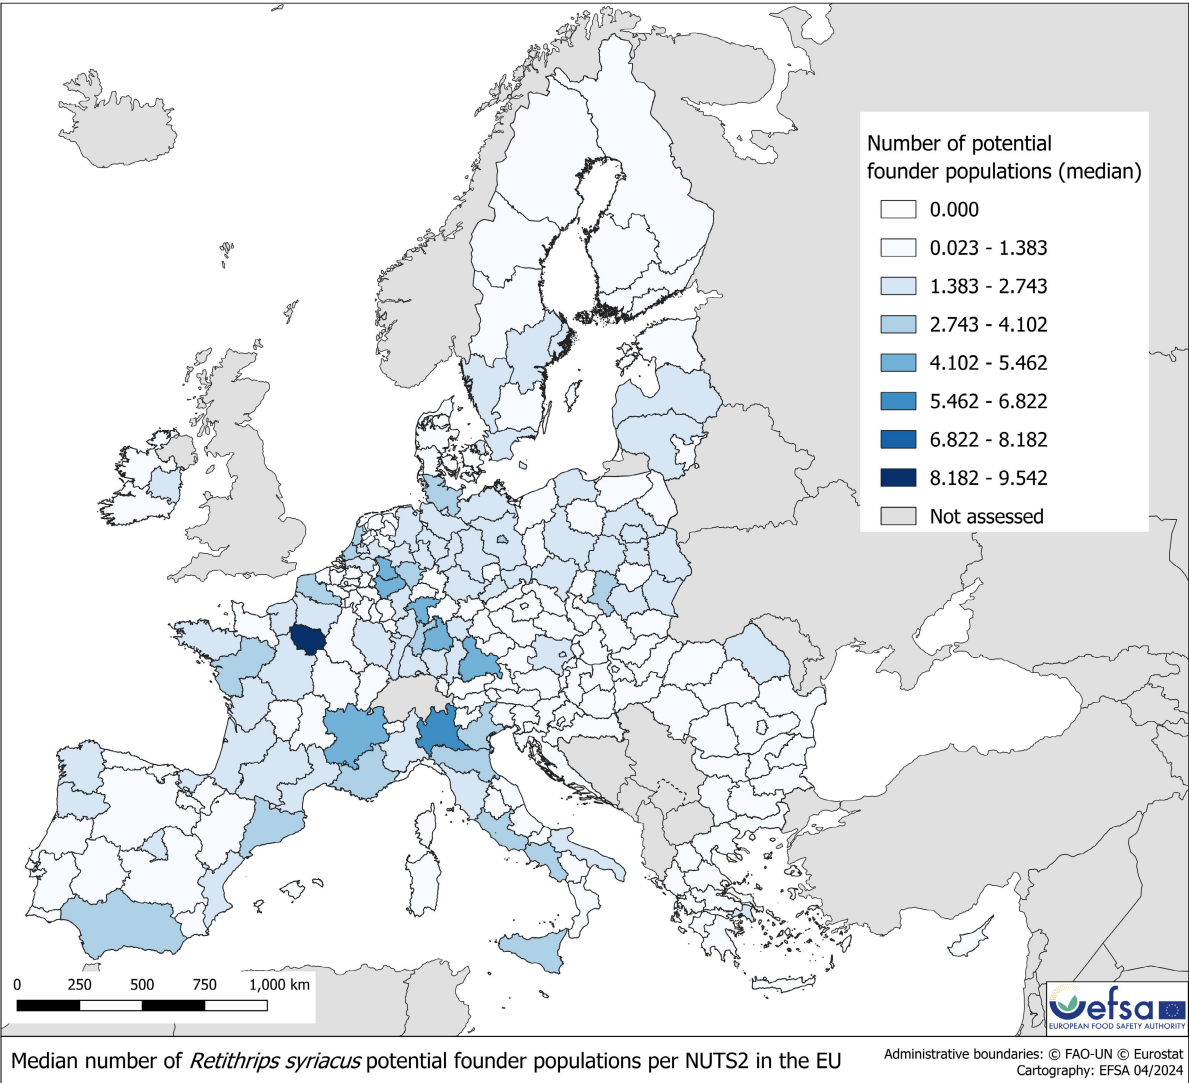 Number of potential
founder populations (median)
0.000
0.023 - 1.383
1.383 - 2.743
2.743 - 4.102
4.102 - 5.462
5.462 - 6.822
6.822 - 8.182
8.182 - 9.542
Not assessed
0 250 500 750 1,000 km
efsa
EUROPEAN FOOD SAFETY AUTHORITY
Median number of Retithrips syriacus potential founder populations per NUTS2 in the EU
Administrative boundaries: © FAO-UN © Eurostat
Cartography: EFSA 04/2024